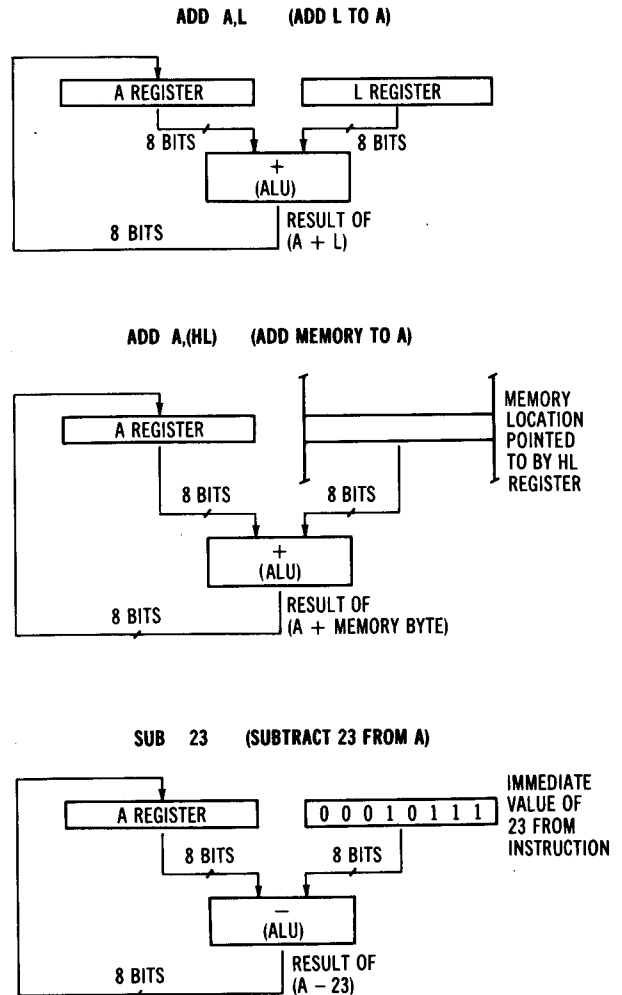 ADD A,L (ADD L TO A)
A REGISTER
L REGISTER
8 BITS
8 BITS
+
(ALU)
8 BITS
RESULT OF
(A + L)
ADD A,(HL) (ADD MEMORY TO A)
A REGISTER
MEMORY
LOCATION
POINTED
TO BY HL
REGISTER
8 BITS
8 BITS
+
(ALU)
8 BITS
RESULT OF
(A + MEMORY BYTE)
SUB 23 (SUBTRACT 23 FROM A)
A REGISTER
0 0 0 1 0 1 1 1
IMMEDIATE
VALUE OF
23 FROM
INSTRUCTION
8 BITS
8 BITS
−
(ALU)
8 BITS
RESULT OF
(A − 23)